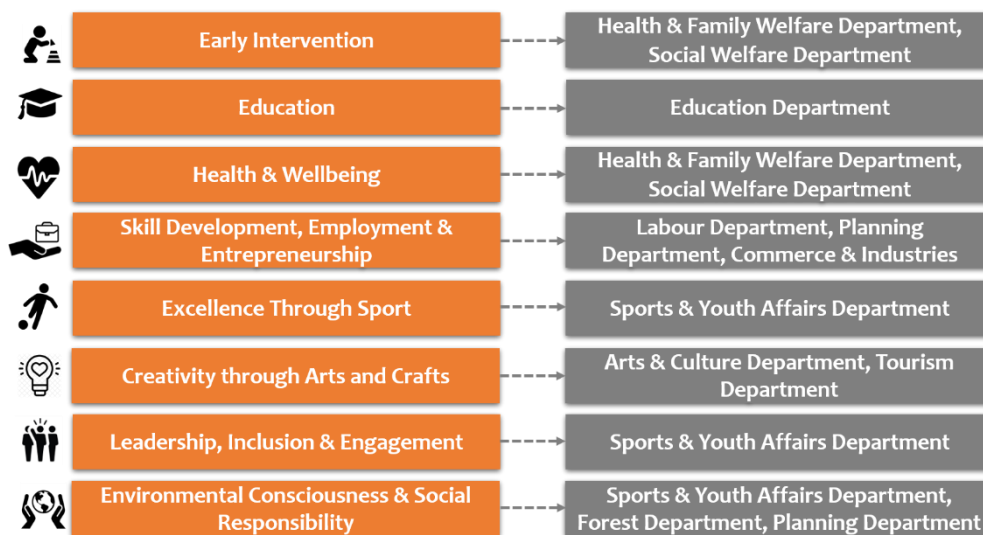 Early Intervention
Health & Family Welfare Department,
Social Welfare Department
Education
Education Department
Health & Wellbeing
Health & Family Welfare Department,
Social Welfare Department
Skill Development, Employment &
Entrepreneurship
Labour Department, Planning
Department, Commerce & Industries
Excellence Through Sport
Sports & Youth Affairs Department
Creativity through Arts and Crafts
Arts & Culture Department, Tourism
Department
Leadership, Inclusion & Engagement
Sports & Youth Affairs Department
Environmental Consciousness & Social
Responsibility
Sports & Youth Affairs Department,
Forest Department, Planning Department